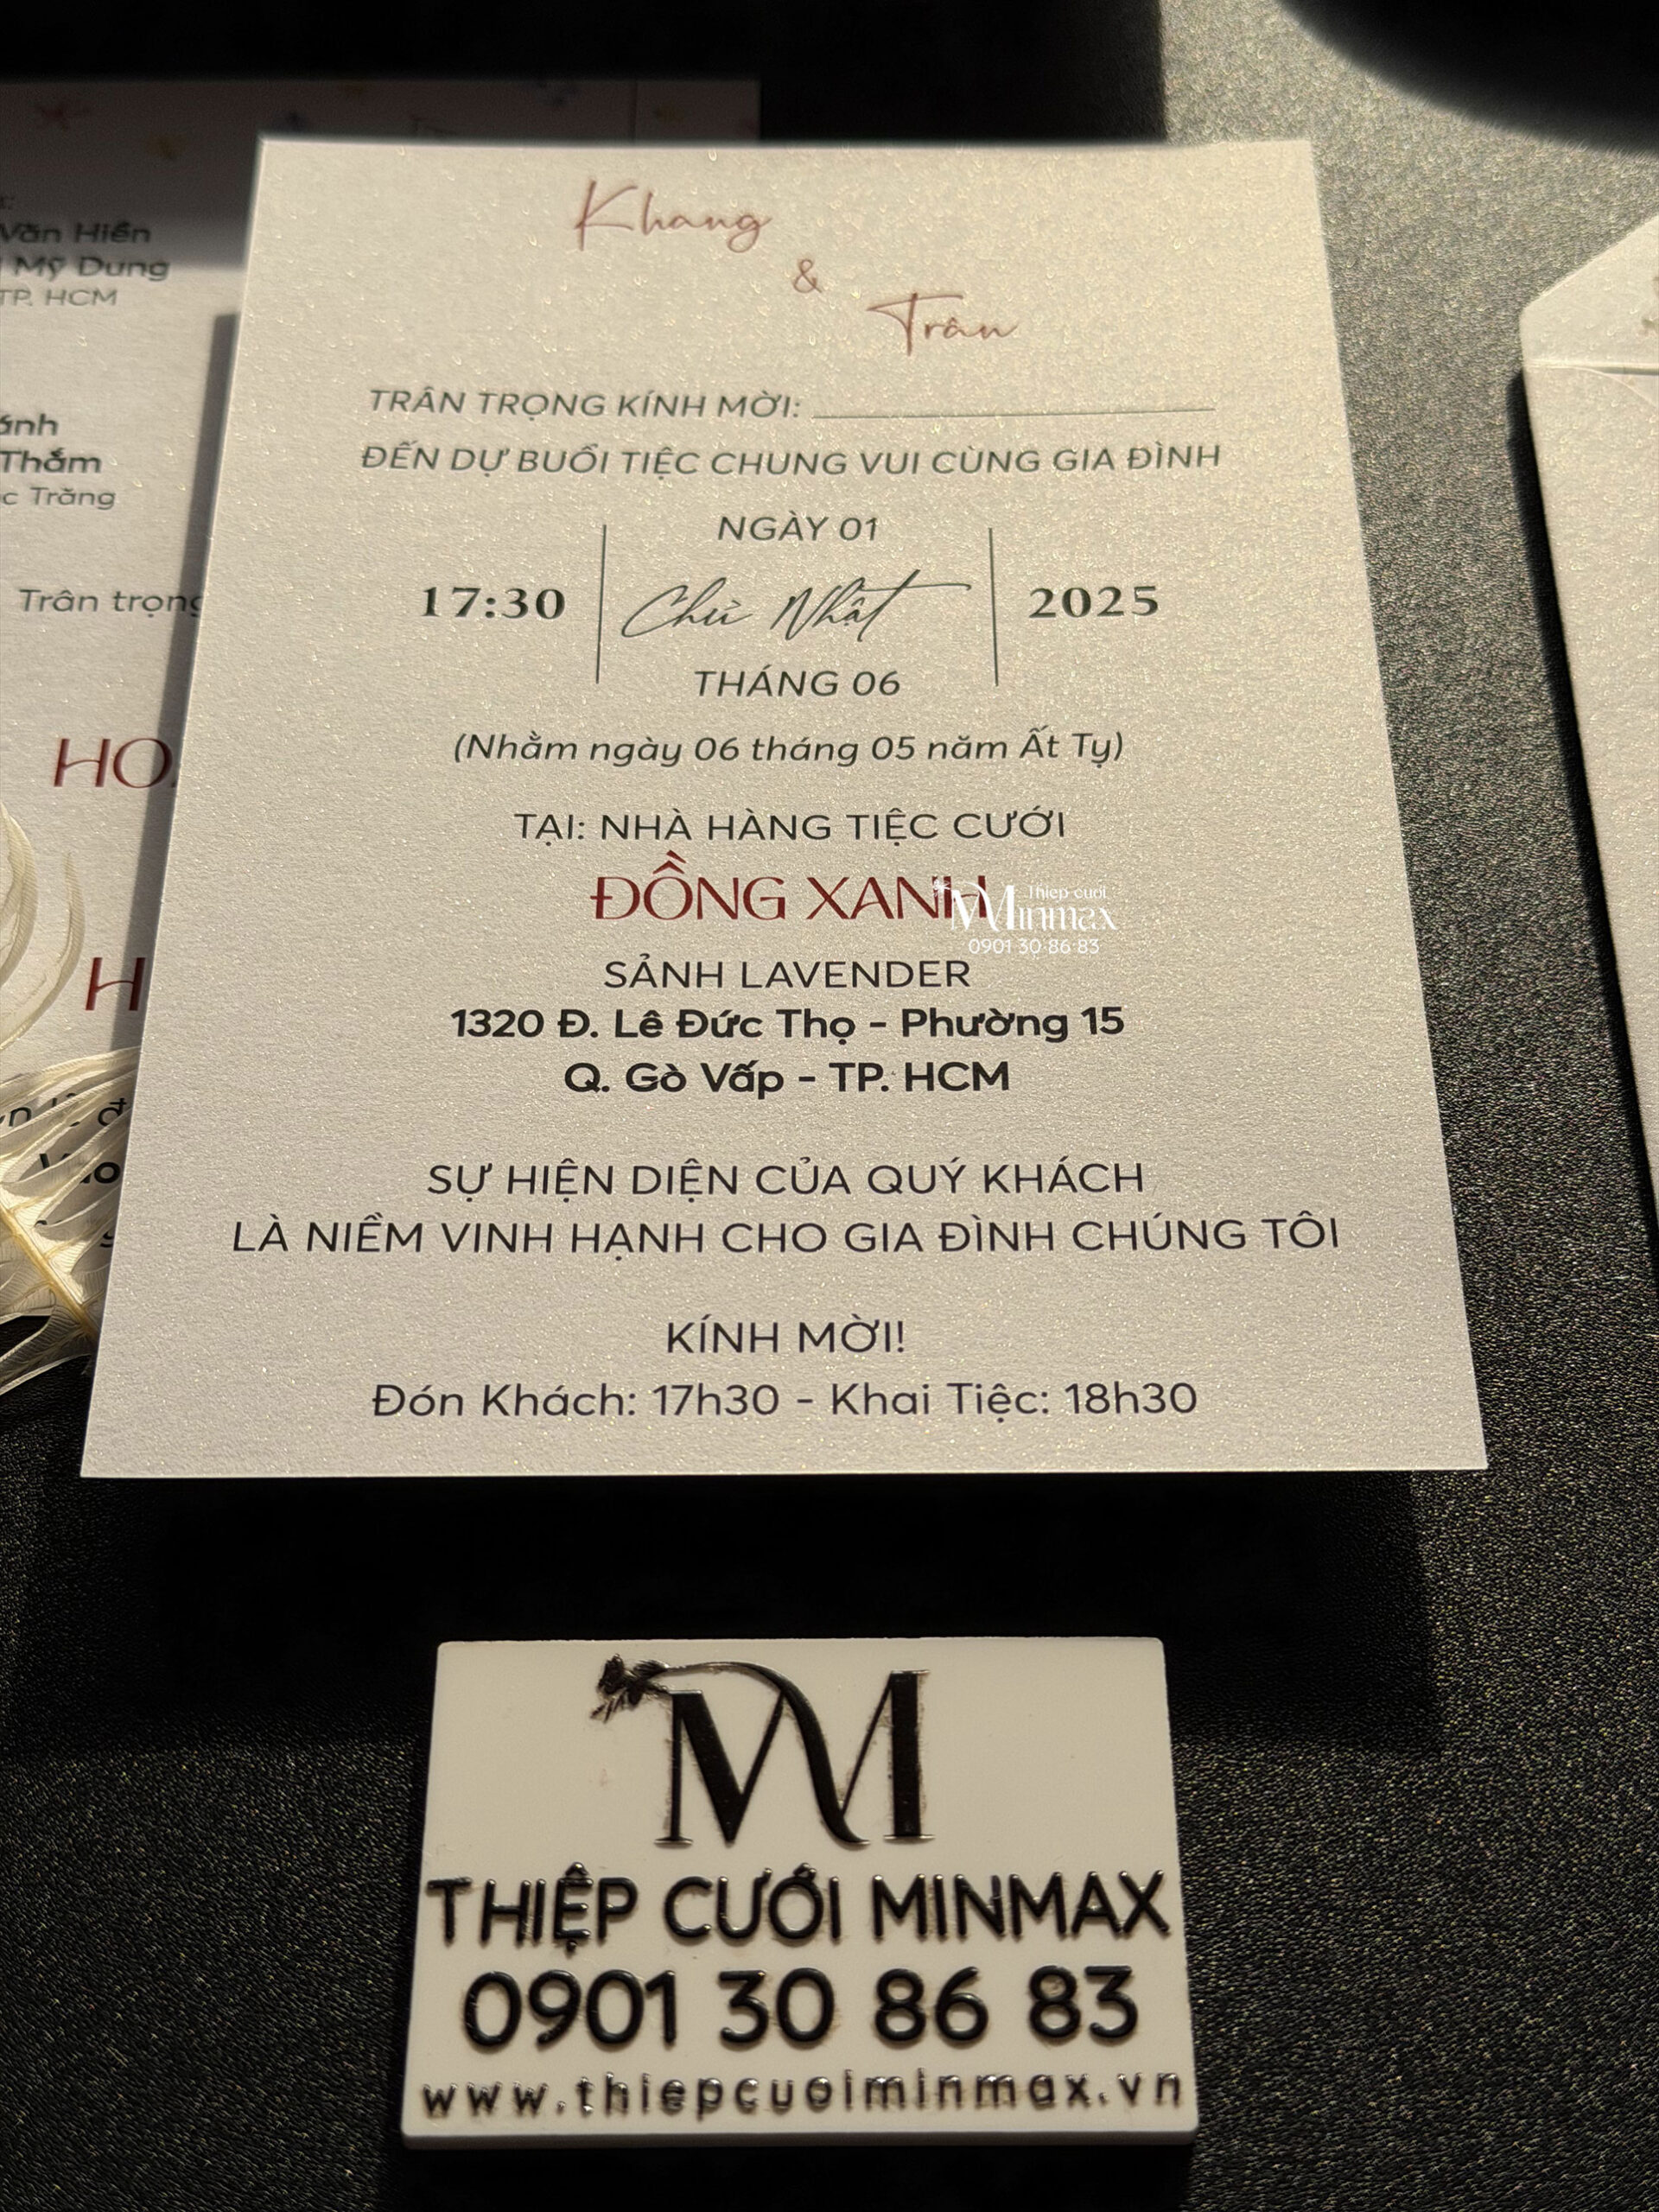 Văn Hiền
Mỹ Dung
TP. HCM
Thắm
Trăng
Trân trọng
Khang
&
Trân
TRÂN TRỌNG KÍNH MỜI:
ĐẾN DỰ BUỔI TIỆC CHUNG VUI CÙNG GIA ĐÌNH
NGÀY 01
17:30
Chủ Nhật
2025
THÁNG 06
(Nhằm ngày 06 tháng 05 năm Ất Tỵ)
TẠI: NHÀ HÀNG TIỆC CƯỚI
ĐỒNG XANH
Thiep cuoi
Minmax
0901 30 86 83
SẢNH LAVENDER
1320 Đ. Lê Đức Thọ - Phường 15
Q. Gò Vấp - TP. HCM
SỰ HIỆN DIỆN CỦA QUÝ KHÁCH
LÀ NIỀM VINH HẠNH CHO GIA ĐÌNH CHÚNG TÔI
KÍNH MỜI!
Đón Khách: 17h30 - Khai Tiệc: 18h30
M
THIỆP CƯỚI MINMAX
0901 30 86 83
www.thiepcuoiminmax.vn